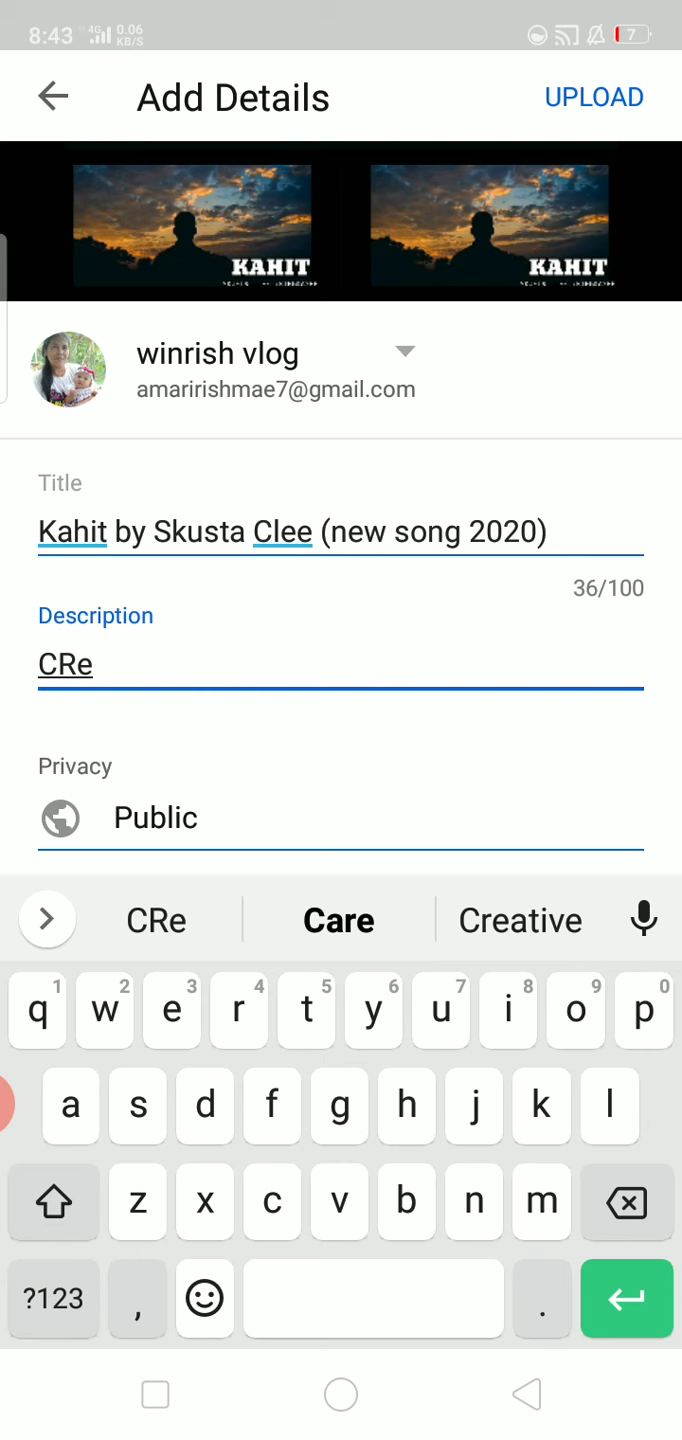 8:43 4G 0.06 KB/S 7
Add Details UPLOAD
KAHIT KAHIT
winrish vlog
amaririshmae7@gmail.com
Title
Kahit by Skusta Clee (new song 2020)
36/100
Description
CRe
Privacy
Public
CRe Care Creative
1 2 3 4 5 6 7 8 9 0
q w e r t y u i o p
a s d f g h j k l
z x c v b n m
?123 , .